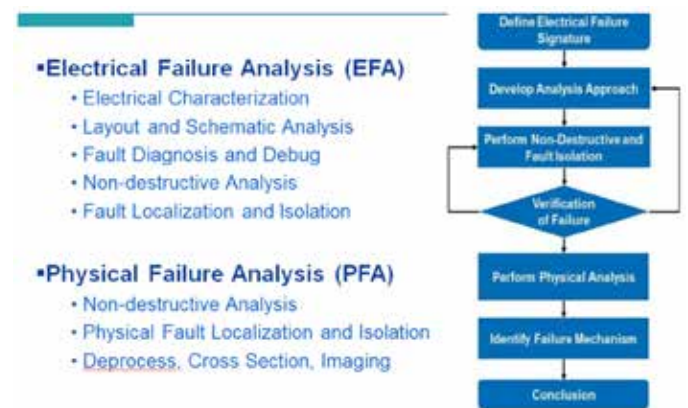 ▪Electrical Failure Analysis (EFA)
• Electrical Characterization
• Layout and Schematic Analysis
• Fault Diagnosis and Debug
• Non-destructive Analysis
• Fault Localization and Isolation
▪Physical Failure Analysis (PFA)
• Non-destructive Analysis
• Physical Fault Localization and Isolation
• Deprocess, Cross Section, Imaging
Define Electrical Failure
Signature
Develop Analysis Approach
Perform Non-Destructive and
Fault Isolation
Verification
of Failure
Perform Physical Analysis
Identify Failure Mechanism
Conclusion